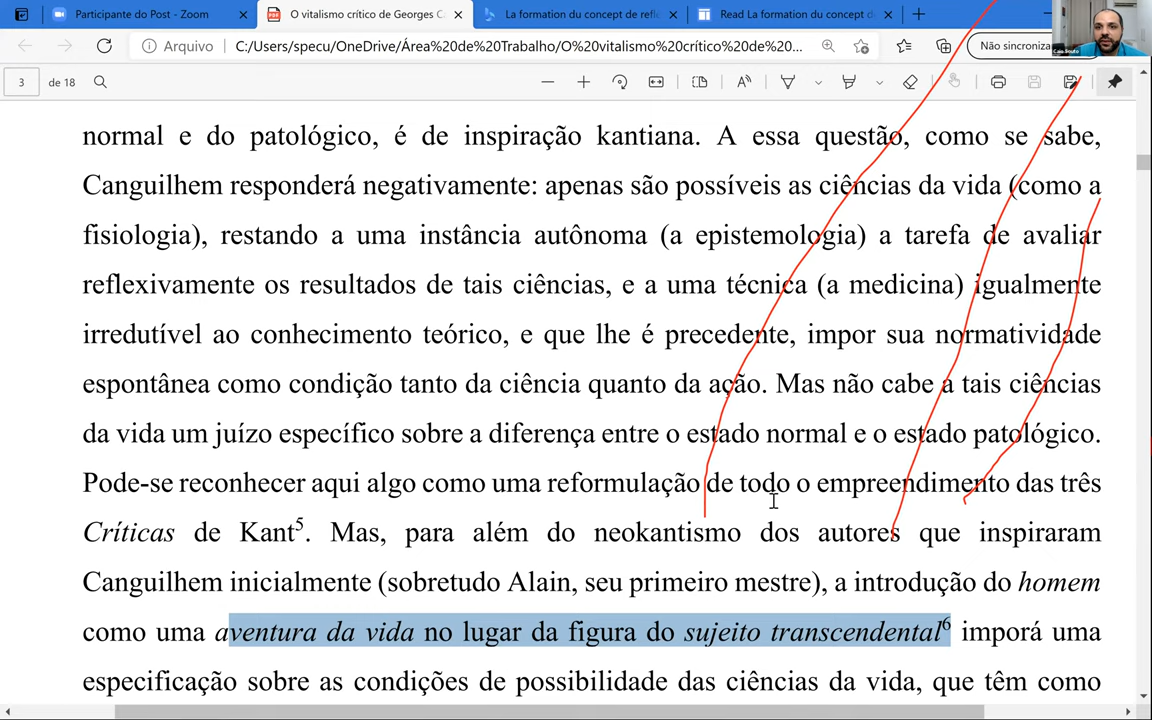 Participante do Post - Zoom
O vitalismo crítico de Georges C
La formation du concept de refle
Read La formation du concept de
Arquivo
C:/Users/specu/OneDrive/Área%20de%20Trabalho/O%20vitalismo%20crítico%20de%20...
Não sincroniza
Caio Souto
3 de 18
normal e do patológico, é de inspiração kantiana. A essa questão, como se sabe,
Canguilhem responderá negativamente: apenas são possíveis as ciências da vida (como a
fisiologia), restando a uma instância autônoma (a epistemologia) a tarefa de avaliar
reflexivamente os resultados de tais ciências, e a uma técnica (a medicina) igualmente
irredutível ao conhecimento teórico, e que lhe é precedente, impor sua normatividade
espontânea como condição tanto da ciência quanto da ação. Mas não cabe a tais ciências
da vida um juízo específico sobre a diferença entre o estado normal e o estado patológico.
Pode-se reconhecer aqui algo como uma reformulação de todo o empreendimento das três
Críticas de Kant5. Mas, para além do neokantismo dos autores que inspiraram
Canguilhem inicialmente (sobretudo Alain, seu primeiro mestre), a introdução do homem
como uma aventura da vida no lugar da figura do sujeito transcendental6 imporá uma
especificação sobre as condições de possibilidade das ciências da vida, que têm como